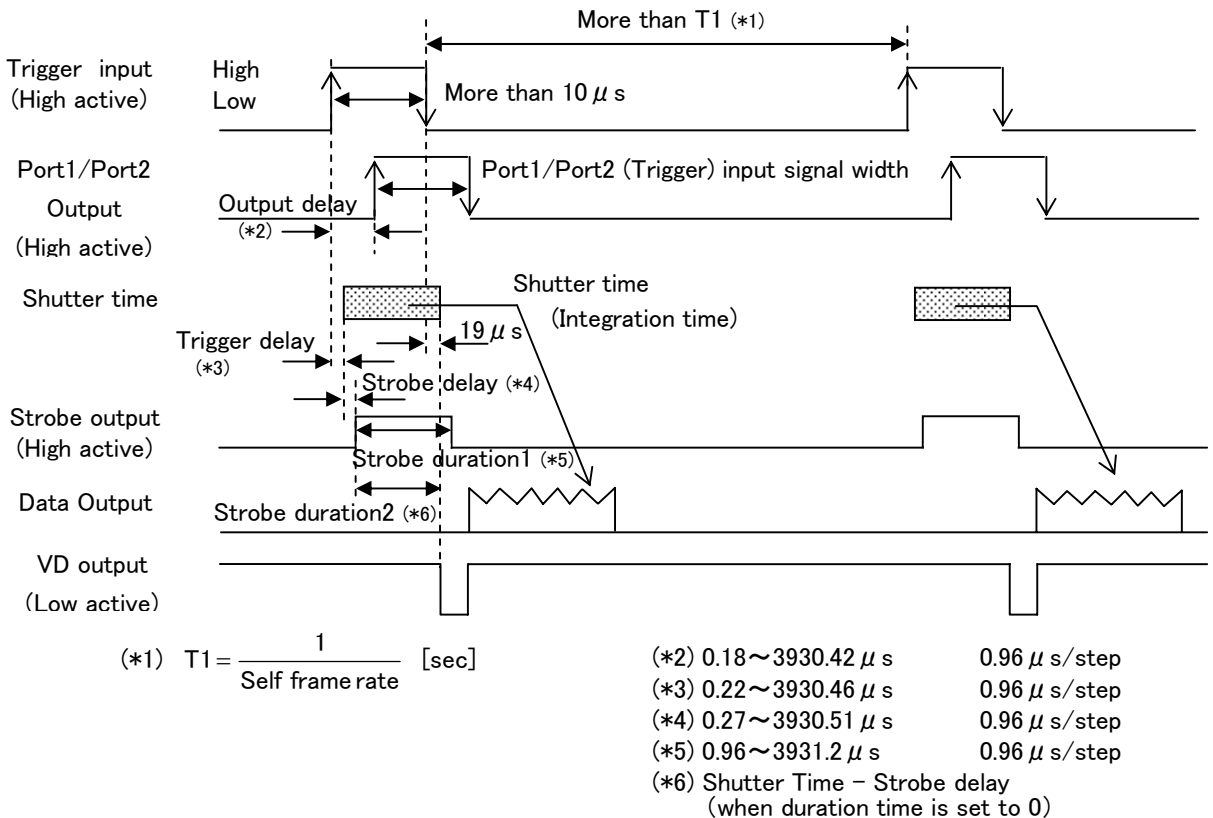 More than T1 (*1)
Trigger input
(High active)
High
Low
More than 10 μ s
Port1/Port2
Output
(High active)
Output delay
(*2)
Port1/Port2 (Trigger) input signal width
Shutter time
Shutter time
(Integration time)
19 μ s
Trigger delay
(*3)
Strobe delay (*4)
Strobe output
(High active)
Strobe duration1 (*5)
Data Output
Strobe duration2 (*6)
VD output
(Low active)
(*1) T1 = 1 / Self frame rate [sec]
(*2) 0.18～3930.42 μ s 0.96 μ s/step
(*3) 0.22～3930.46 μ s 0.96 μ s/step
(*4) 0.27～3930.51 μ s 0.96 μ s/step
(*5) 0.96～3931.2 μ s 0.96 μ s/step
(*6) Shutter Time - Strobe delay
(when duration time is set to 0)